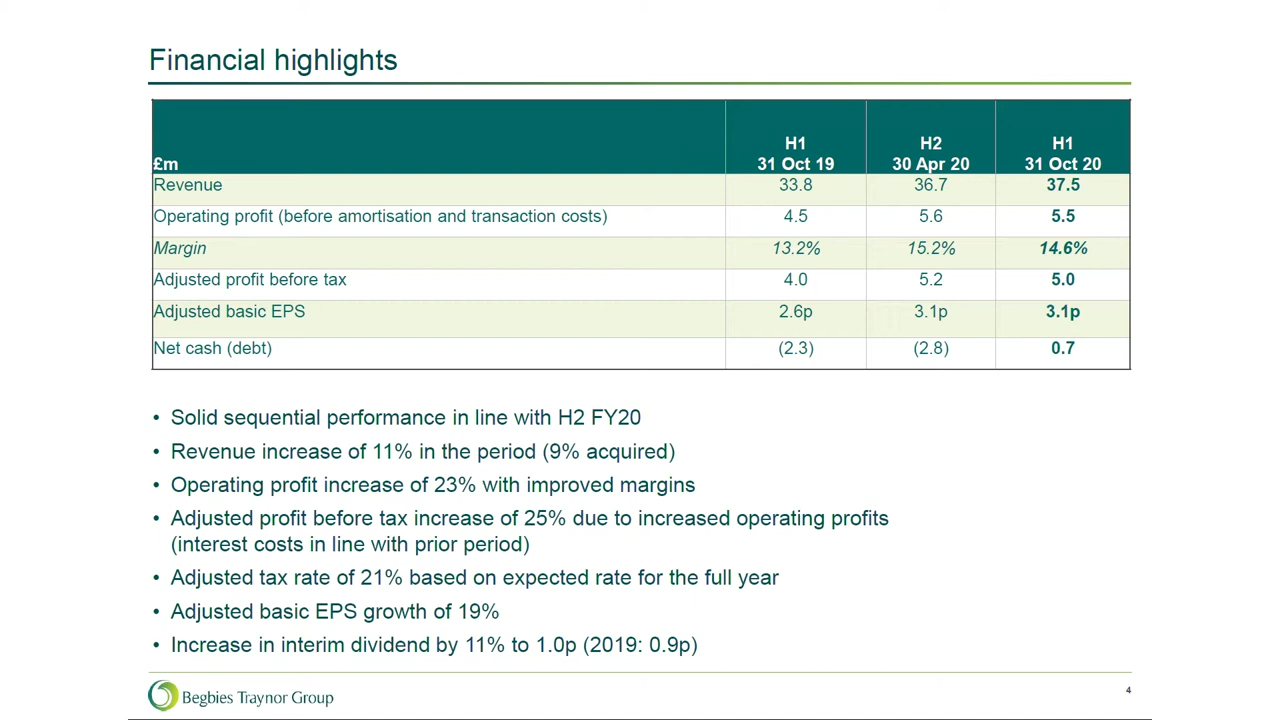 Financial highlights
£m
H1 31 Oct 19
H2 30 Apr 20
H1 31 Oct 20
Revenue 33.8 36.7 37.5
Operating profit (before amortisation and transaction costs) 4.5 5.6 5.5
Margin 13.2% 15.2% 14.6%
Adjusted profit before tax 4.0 5.2 5.0
Adjusted basic EPS 2.6p 3.1p 3.1p
Net cash (debt) (2.3) (2.8) 0.7
• Solid sequential performance in line with H2 FY20
• Revenue increase of 11% in the period (9% acquired)
• Operating profit increase of 23% with improved margins
• Adjusted profit before tax increase of 25% due to increased operating profits
(interest costs in line with prior period)
• Adjusted tax rate of 21% based on expected rate for the full year
• Adjusted basic EPS growth of 19%
• Increase in interim dividend by 11% to 1.0p (2019: 0.9p)
Begbies Traynor Group
4